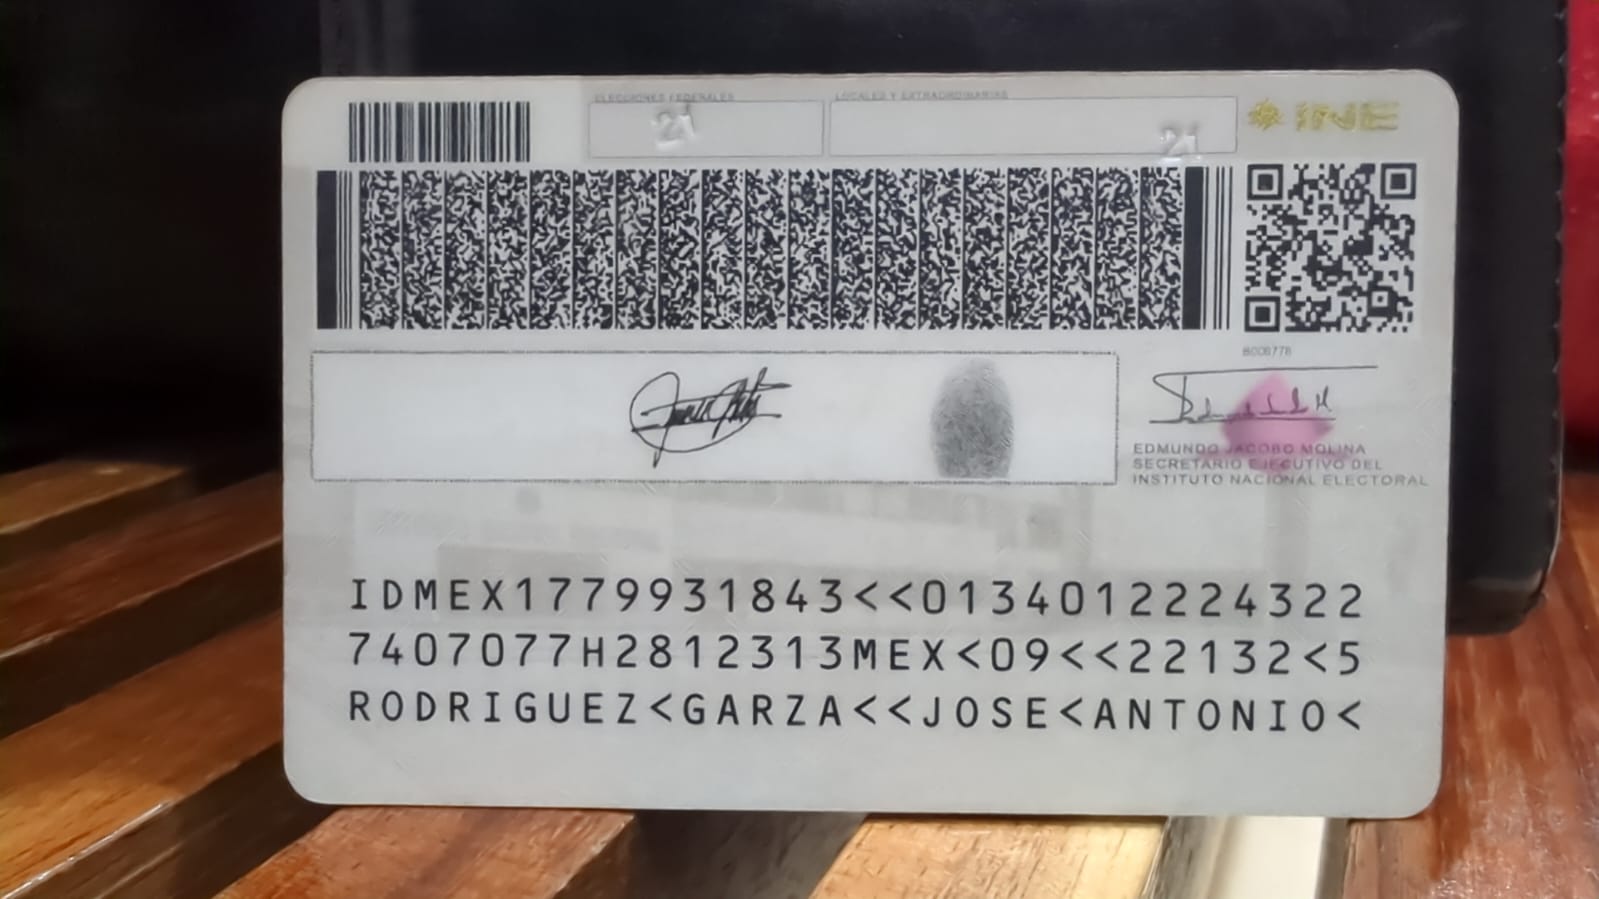 ELECCIONES FEDERALES
LOCALES Y EXTRAORDINARIAS
INE
21
21
EDMUNDO JACOBO MOLINA
SECRETARIO EJECUTIVO DEL
INSTITUTO NACIONAL ELECTORAL
IDMEX1779931843<<0134012224322
7407077H2812313MEX<09<<22132<5
RODRIGUEZ<GARZA<<JOSE<ANTONIO<